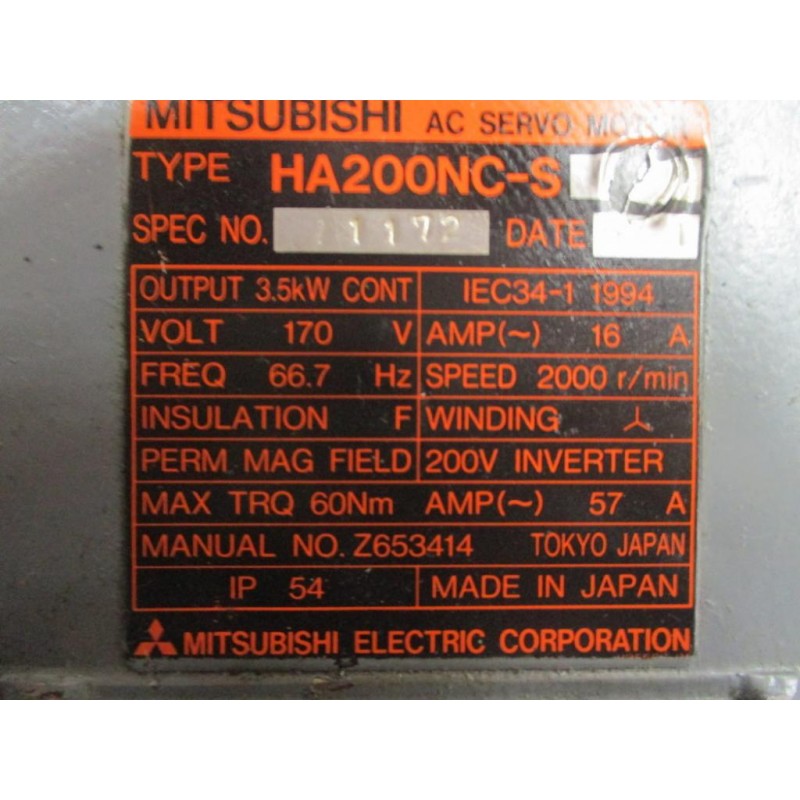 MITSUBISHI AC SERVO MOTOR
TYPE HA200NC-S
SPEC NO. 11172 DATE
OUTPUT 3.5kW CONT IEC34-1 1994
VOLT 170 V AMP(~) 16 A
FREQ 66.7 Hz SPEED 2000 r/min
INSULATION F WINDING
PERM MAG FIELD 200V INVERTER
MAX TRQ 60Nm AMP(~) 57 A
MANUAL NO. Z653414 TOKYO JAPAN
IP 54 MADE IN JAPAN
MITSUBISHI ELECTRIC CORPORATION